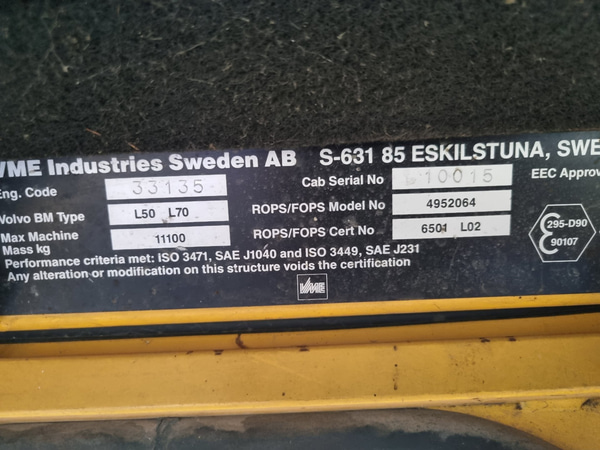 VME Industries Sweden AB S-631 85 ESKILSTUNA, SWE
Eng. Code 33135 Cab Serial No 10015 EEC Approv
Volvo BM Type L50 L70 ROPS/FOPS Model No 4952064
Max Machine Mass kg 11100 ROPS/FOPS Cert No 6501 L02
295-D90
90107
Performance criteria met: ISO 3471, SAE J1040 and ISO 3449, SAE J231
Any alteration or modification on this structure voids the certification
VME